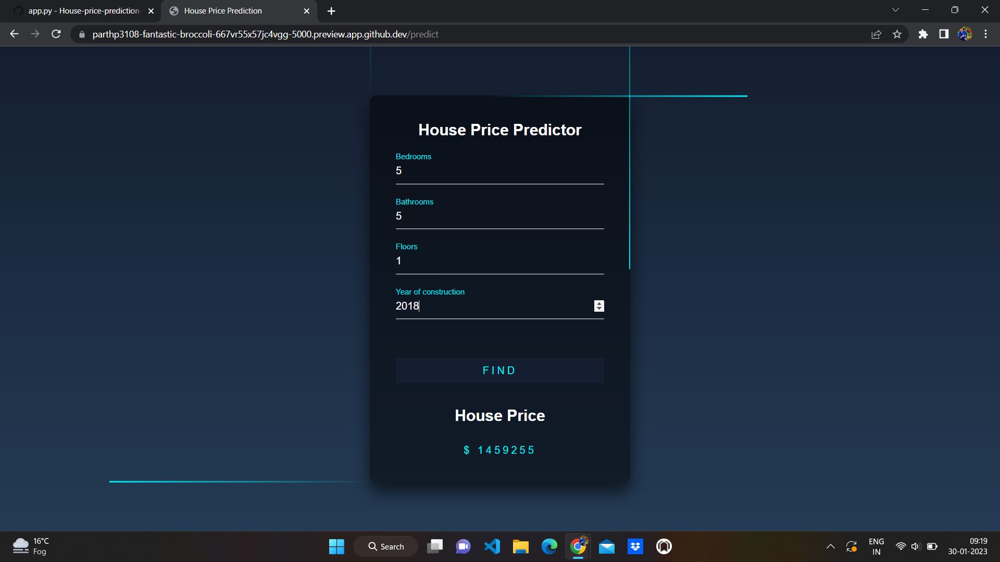 app.py - House-price-prediction-
House Price Prediction
parthp3108-fantastic-broccoli-667vr55x57jc4vgg-5000.preview.app.github.dev/predict
House Price Predictor
Bedrooms
5
Bathrooms
5
Floors
1
Year of construction
2018
FIND
House Price
$ 1459255
16°C
Fog
Search
ENG
IN
09:19
30-01-2023